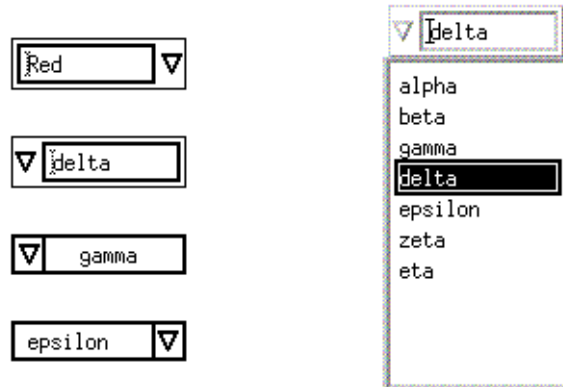 Red
delta
gamma
epsilon
delta
alpha
beta
gamma
delta
epsilon
zeta
eta